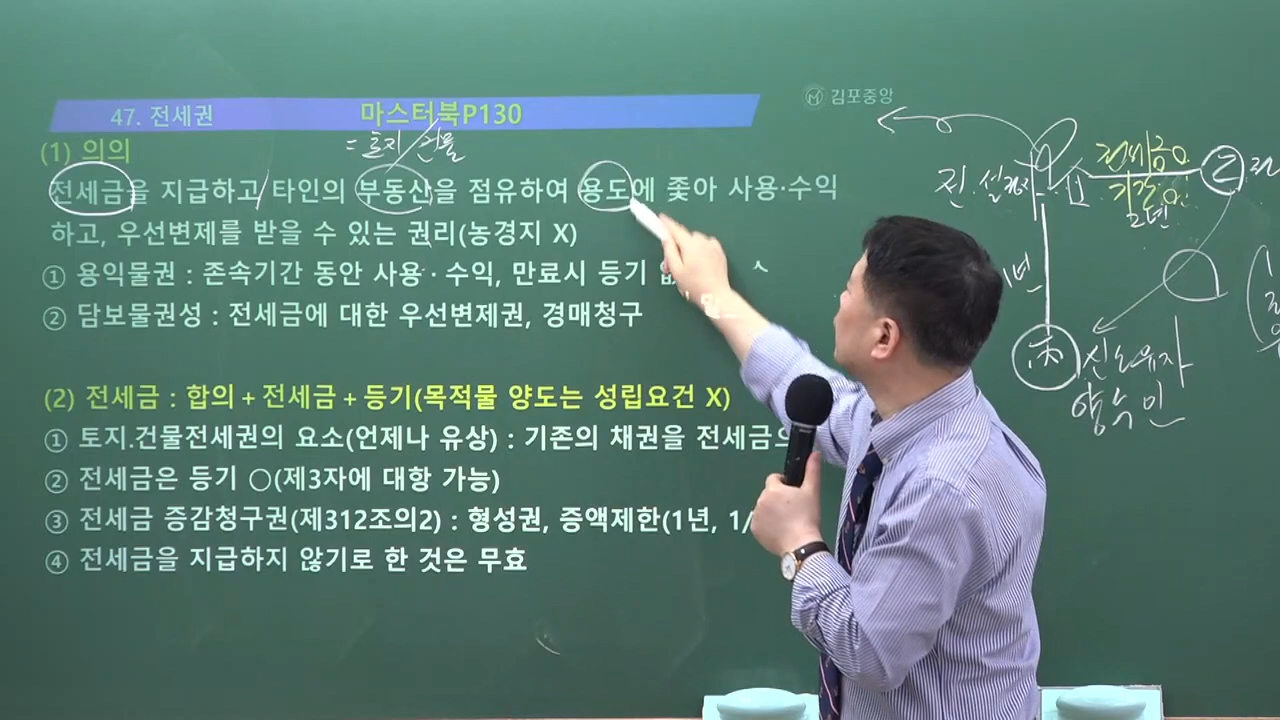 47. 전세권 마스터북P130
김포중앙
(1) 의의
= 토지 건물
전세금을 지급하고 타인의 부동산을 점유하여 용도에 좇아 사용·수익
하고, 우선변제를 받을 수 있는 권리(농경지 X)
① 용익물권 : 존속기간 동안 사용 · 수익, 만료시 등기
② 담보물권성 : 전세금에 대한 우선변제권, 경매청구
(2) 전세금 : 합의 + 전세금 + 등기(목적물 양도는 성립요건 X)
① 토지.건물전세권의 요소(언제나 유상) : 기존의 채권을 전세금으
② 전세금은 등기 ○(제3자에 대항 가능)
③ 전세금 증감청구권(제312조의2) : 형성권, 증액제한(1년, 1/
④ 전세금을 지급하지 않기로 한 것은 무효
전세금
2년
丙
양수인